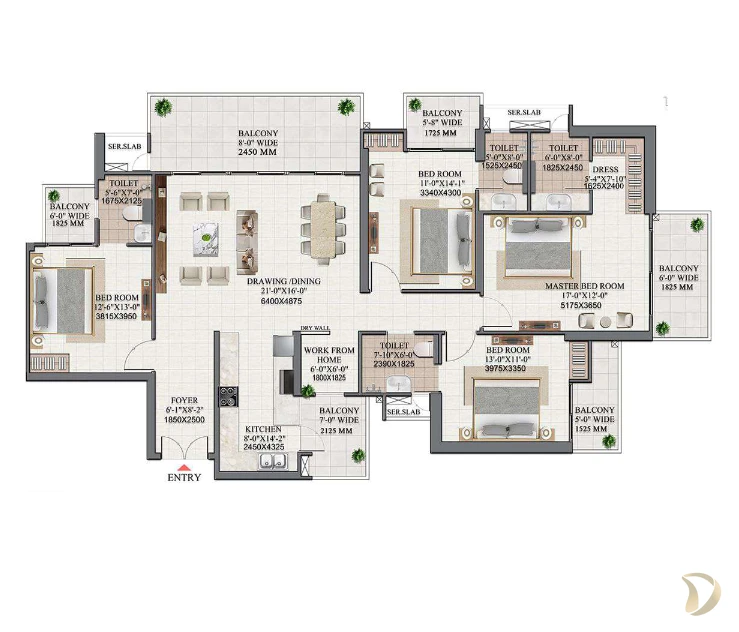 BALCONY
8'-0" WIDE
2450 MM
BALCONY
5'-8" WIDE
1725 MM
SER.SLAB
SER.SLAB
TOILET
5'-0"X8'-0"
1525X2450
TOILET
6'-0"X8'-0"
1825X2450
DRESS
5'-4"X7'-10"
1625X2400
BED ROOM
11'-0"X14'-1"
3340X4300
TOILET
5'-6"X7'-0"
1675X2125
BALCONY
6'-0" WIDE
1825 MM
BED ROOM
12'-6"X13'-0"
3815X3950
DRAWING /DINING
21'-0"X16'-0"
6400X4875
MASTER BED ROOM
17'-0"X12'-0"
5175X3650
BALCONY
6'-0" WIDE
1825 MM
DRY WALL
WORK FROM
HOME
6'-0"X6'-0"
1800X1825
TOILET
7'-10"X6'-0"
2390X1825
BED ROOM
13'-0"X11'-0"
3975X3350
FOYER
6'-1"X8'-2"
1850X2500
KITCHEN
8'-0"X14'-2"
2450X4325
BALCONY
7'-0" WIDE
2125 MM
SER.SLAB
BALCONY
5'-0" WIDE
1525 MM
ENTRY